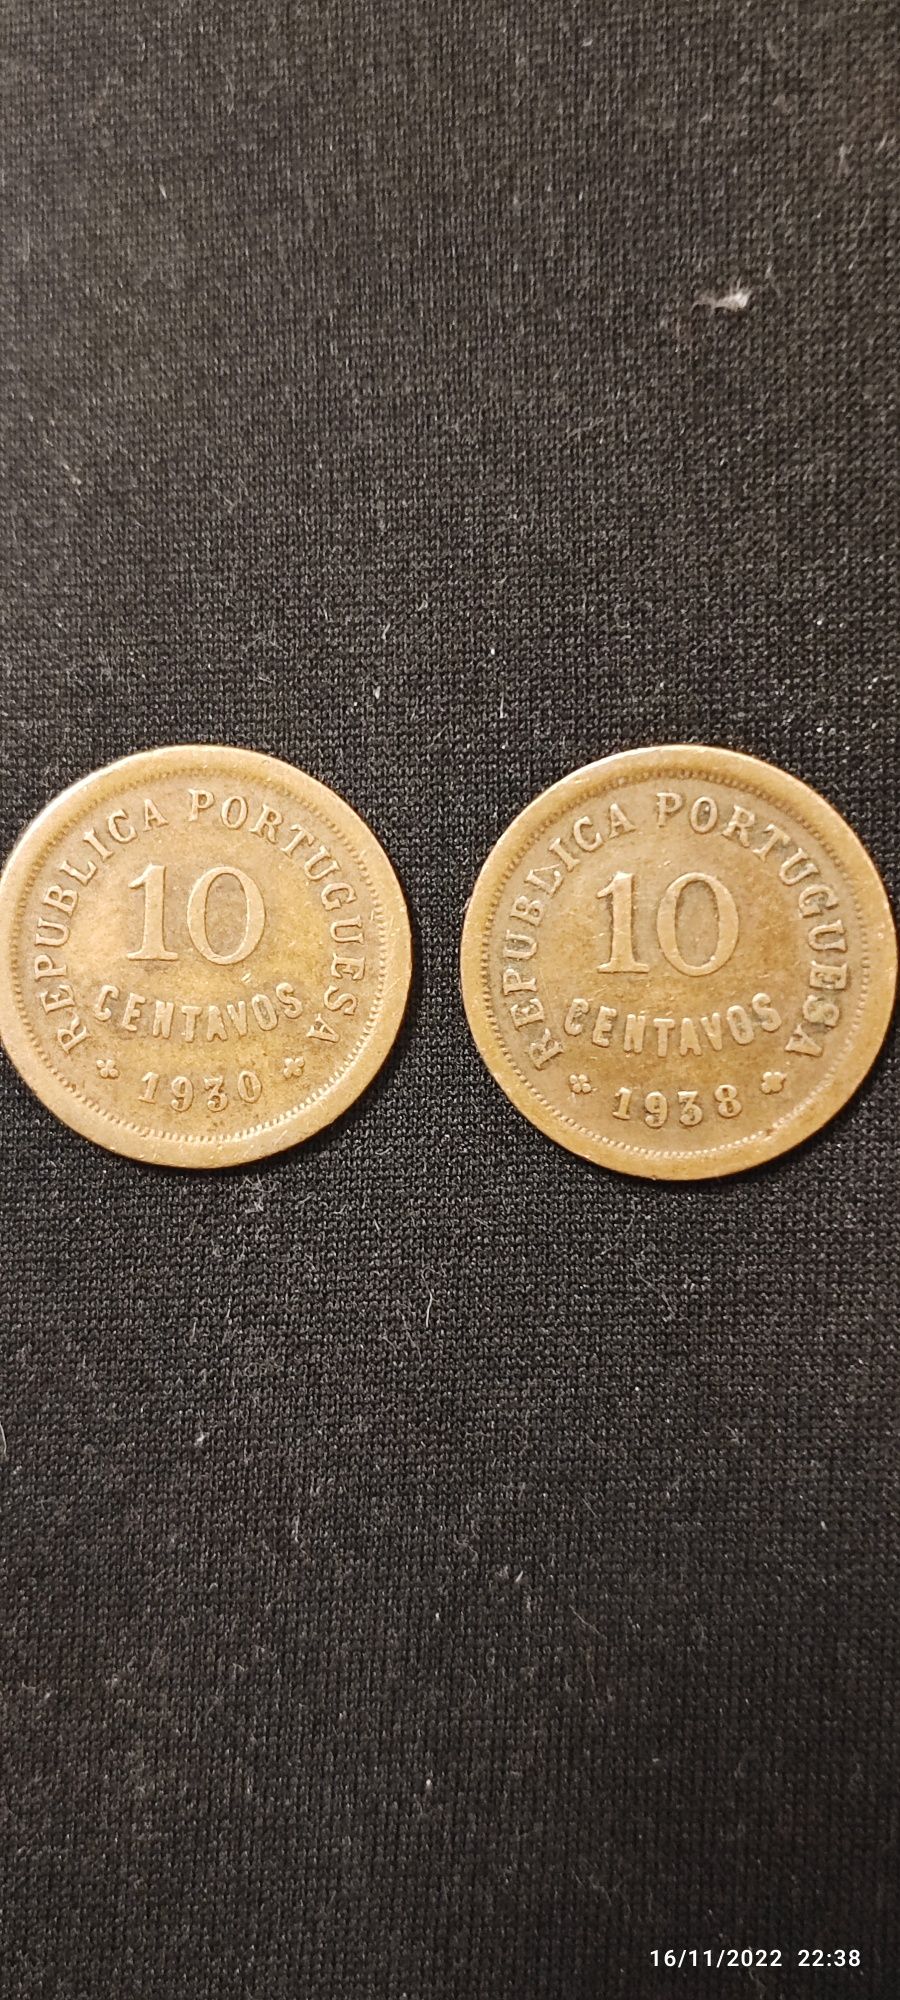 REPUBLICA PORTUGUESA
10
CENTAVOS
1930
REPUBLICA PORTUGUESA
10
CENTAVOS
1938
16/11/2022 22:38